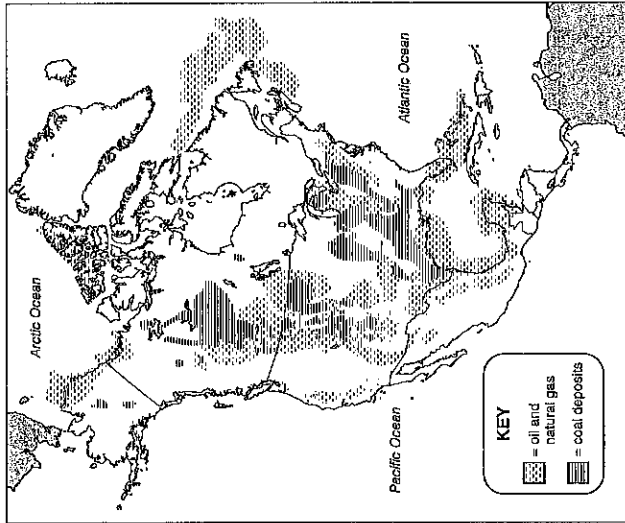 Arctic Ocean
Atlantic Ocean
Pacific Ocean
KEY
= oil and
natural gas
= coal deposits